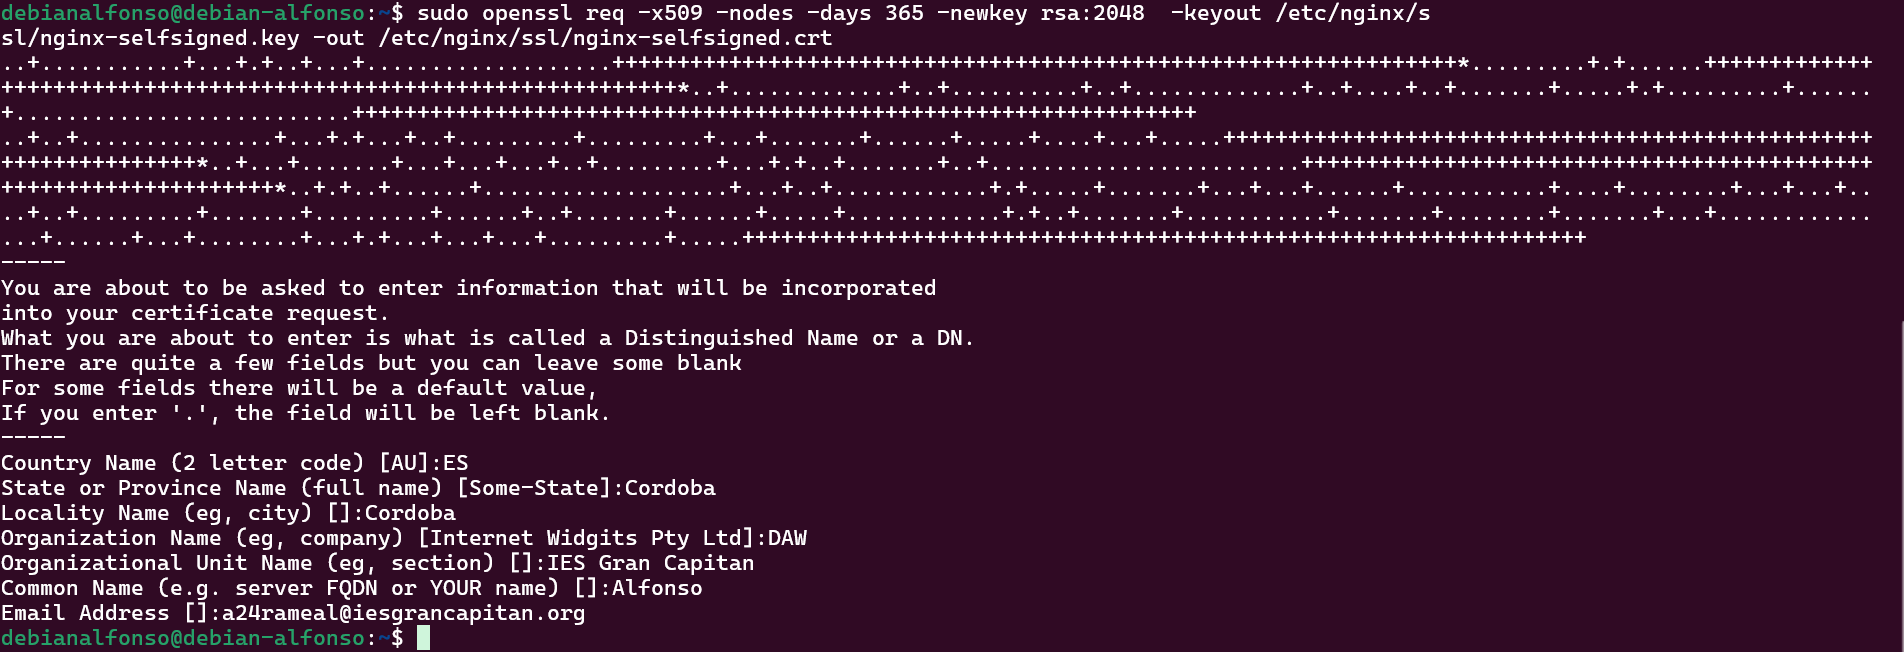 debianalfonso@debian-alfonso:~$ sudo openssl req -x509 -nodes -days 365 -newkey rsa:2048  -keyout /etc/nginx/s
sl/nginx-selfsigned.key -out /etc/nginx/ssl/nginx-selfsigned.crt
-----
You are about to be asked to enter information that will be incorporated
into your certificate request.
What you are about to enter is what is called a Distinguished Name or a DN.
There are quite a few fields but you can leave some blank
For some fields there will be a default value,
If you enter '.', the field will be left blank.
-----
Country Name (2 letter code) [AU]:ES
State or Province Name (full name) [Some-State]:Cordoba
Locality Name (eg, city) []:Cordoba
Organization Name (eg, company) [Internet Widgits Pty Ltd]:DAW
Organizational Unit Name (eg, section) []:IES Gran Capitan
Common Name (e.g. server FQDN or YOUR name) []:Alfonso
Email Address []:a24rameal@iesgrancapitan.org
debianalfonso@debian-alfonso:~$